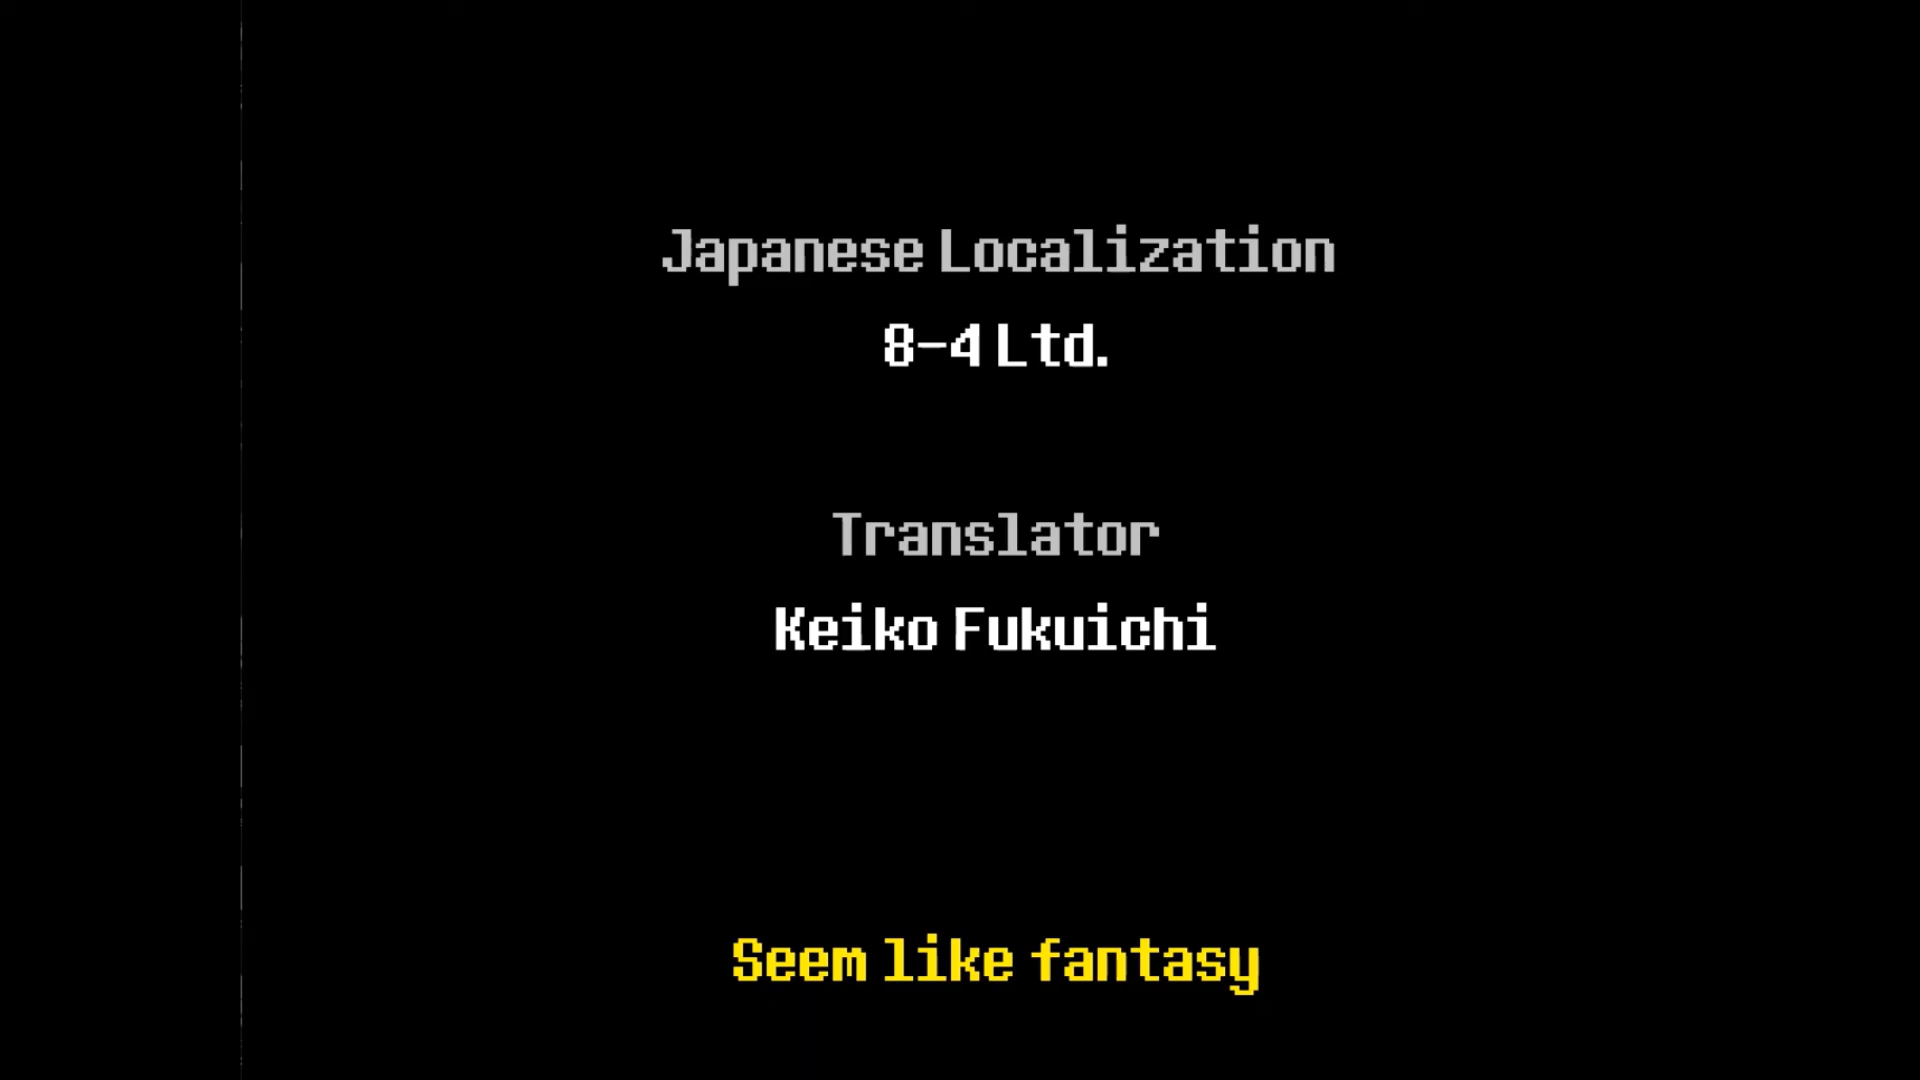 Japanese Localization
8-4 Ltd.
Translator
Keiko Fukuichi
Seem like fantasy